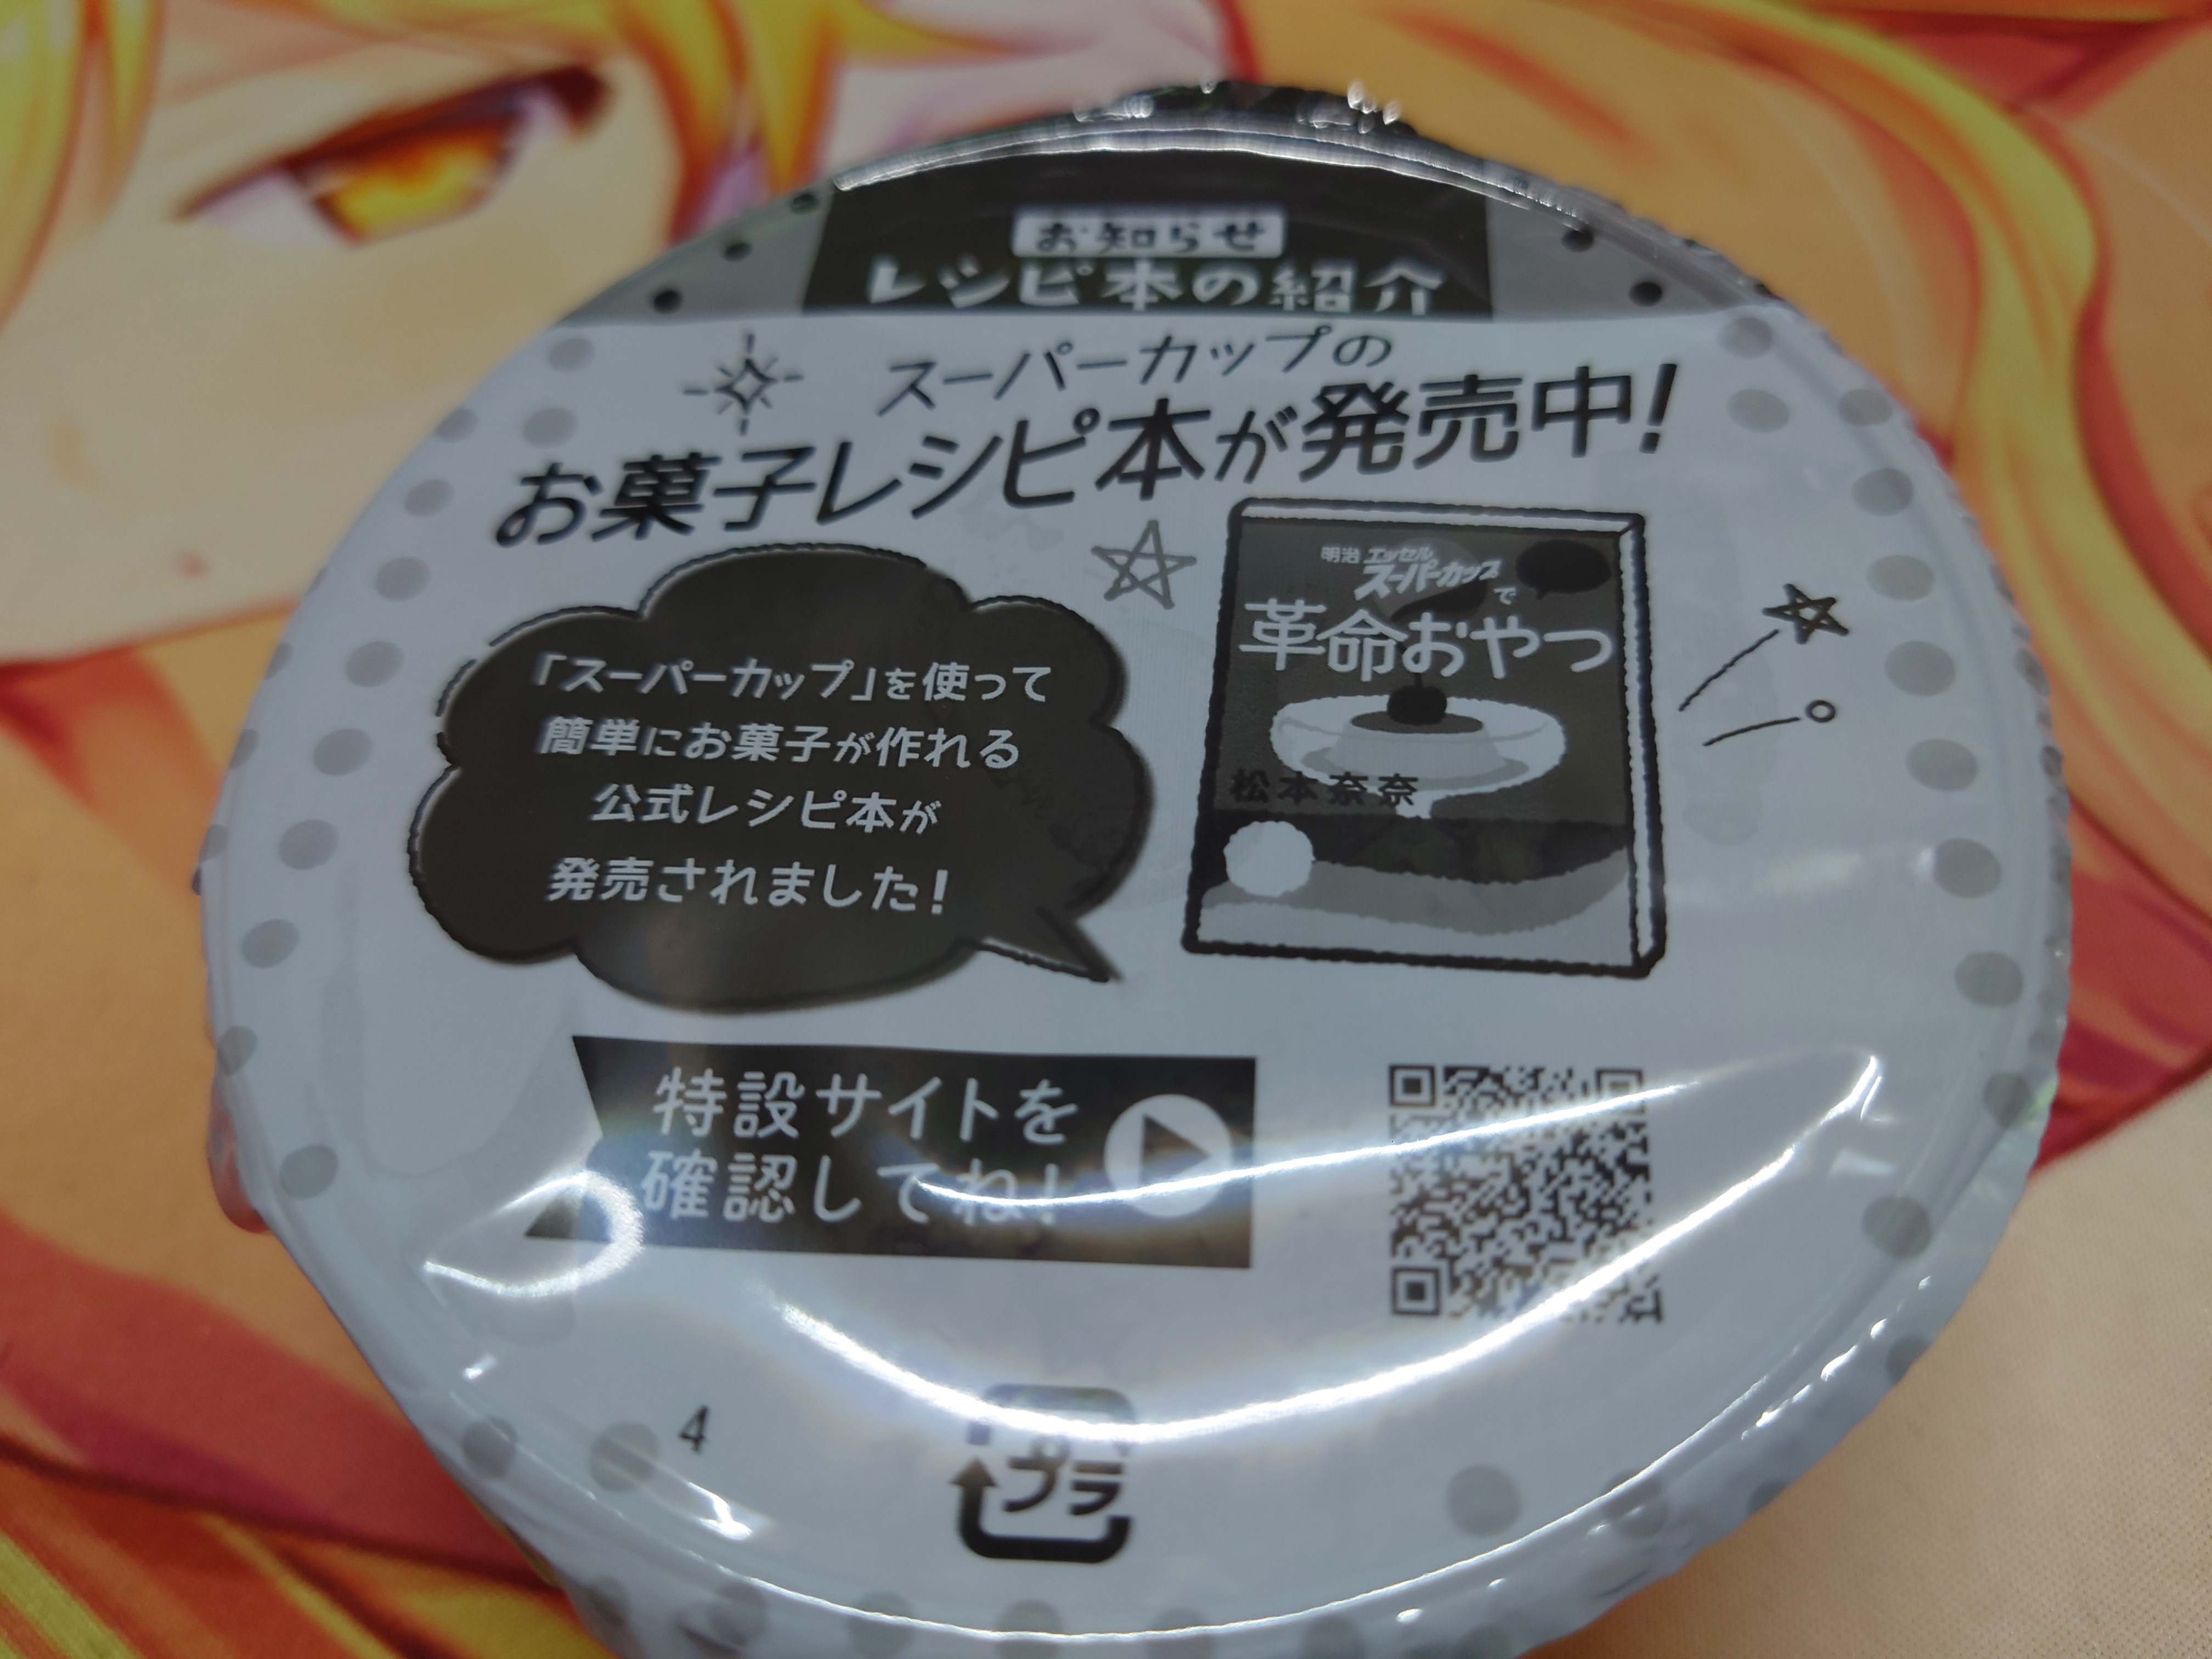 お知らせ
レシピ本の紹介
スーパーカップの
お菓子レシピ本が発売中!
「スーパーカップ」を使って
簡単にお菓子が作れる
公式レシピ本が
発売されました!
明治 エッセル
スーパーカップで
革命おやつ
松本奈奈
特設サイトを
確認してね!
4
プラ